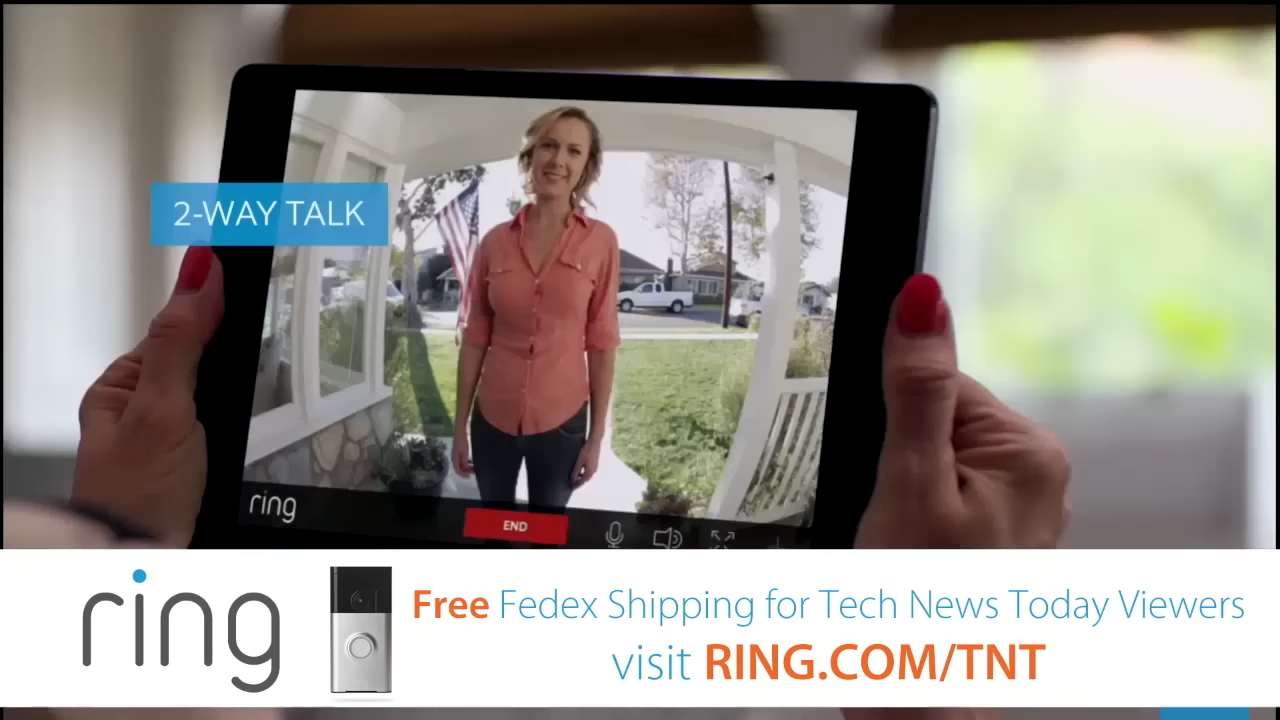 2-WAY TALK
ring
END
ring
Free Fedex Shipping for Tech News Today Viewers
visit RING.COM/TNT